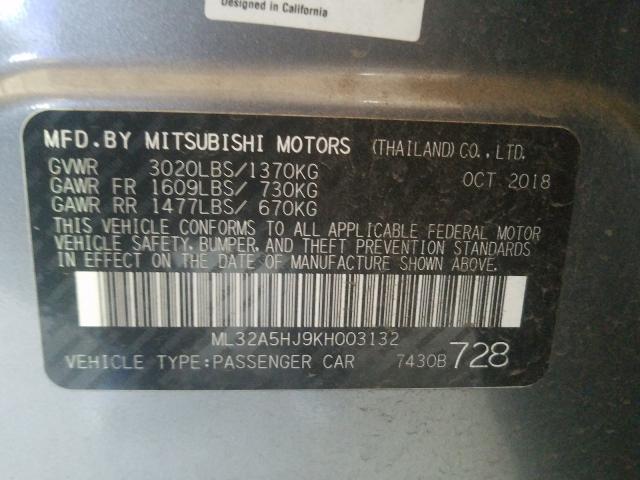 Designed in California
MFD.BY MITSUBISHI MOTORS (THAILAND) CO.,LTD.
GVWR 3020LBS/1370KG OCT 2018
GAWR FR 1609LBS/ 730KG
GAWR RR 1477LBS/ 670KG
THIS VEHICLE CONFORMS TO ALL APPLICABLE FEDERAL MOTOR
VEHICLE SAFETY, BUMPER, AND THEFT PREVENTION STANDARDS
IN EFFECT ON THE DATE OF MANUFACTURE SHOWN ABOVE.
ML32A5HJ9KH003132
VEHICLE TYPE:PASSENGER CAR 7430B 728